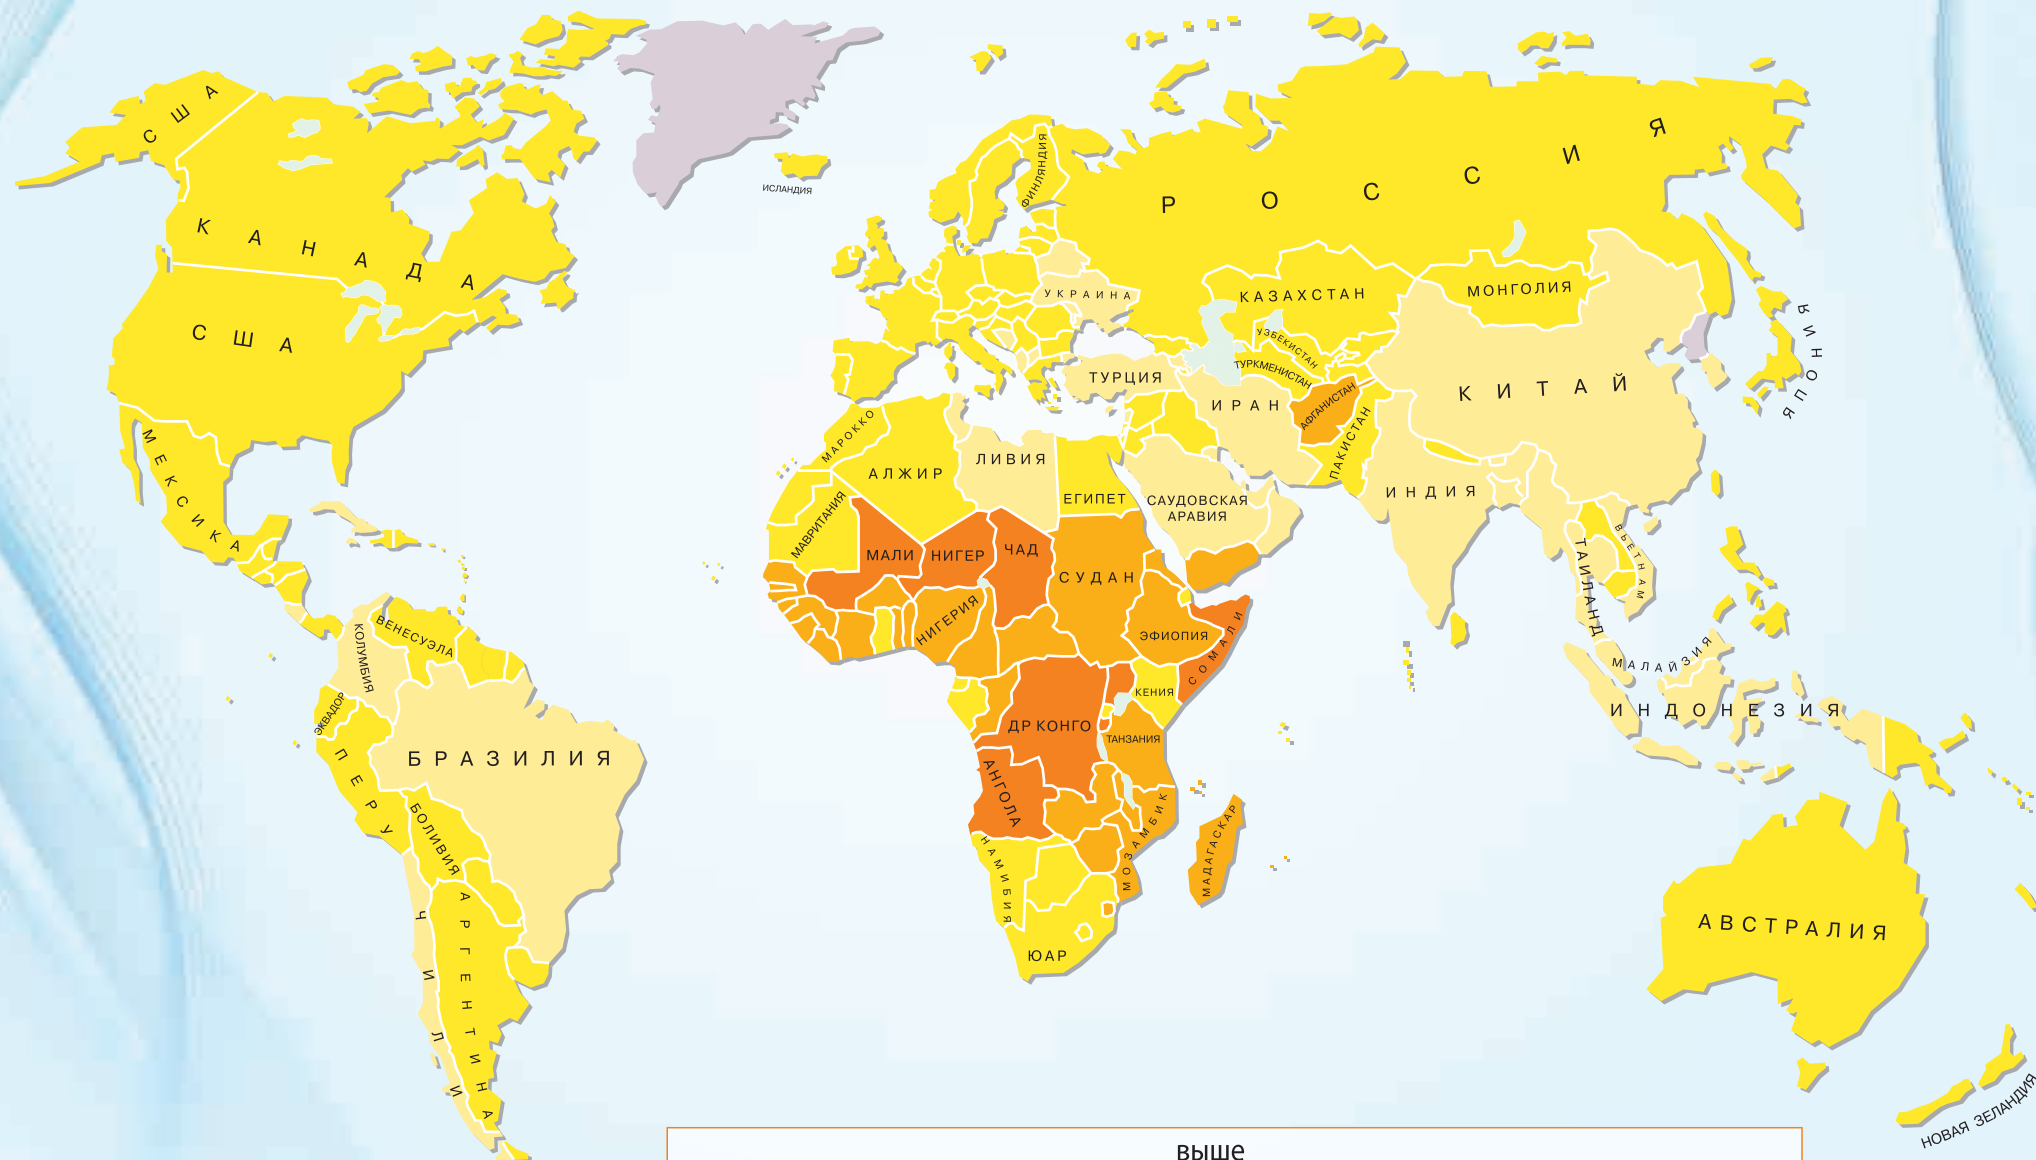 США
КАНАДА
США
МЕКСИКА
ИСЛАНДИЯ
ФИНЛЯНДИЯ
РОССИЯ
УКРАИНА
КАЗАХСТАН
МОНГОЛИЯ
УЗБЕКИСТАН
ТУРКМЕНИСТАН
ТУРЦИЯ
ИРАН
АФГАНИСТАН
ПАКИСТАН
КИТАЙ
ЯПОНИЯ
ИНДИЯ
САУДОВСКАЯ
АРАВИЯ
МАРОККО
АЛЖИР
ЛИВИЯ
ЕГИПЕТ
МАВРИТАНИЯ
МАЛИ
НИГЕР
ЧАД
СУДАН
НИГЕРИЯ
ЭФИОПИЯ
СОМАЛИ
КЕНИЯ
ДР КОНГО
ТАНЗАНИЯ
АНГОЛА
МОЗАМБИК
МАДАГАСКАР
НАМИБИЯ
ЮАР
ВЬЕТНАМ
ТАИЛАНД
МАЛАЙЗИЯ
ИНДОНЕЗИЯ
ВЕНЕСУЭЛА
КОЛУМБИЯ
ЭКВАДОР
ПЕРУ
БРАЗИЛИЯ
БОЛИВИЯ
ЧИЛИ
АРГЕНТИНА
АВСТРАЛИЯ
НОВАЯ ЗЕЛАНДИЯ
выше